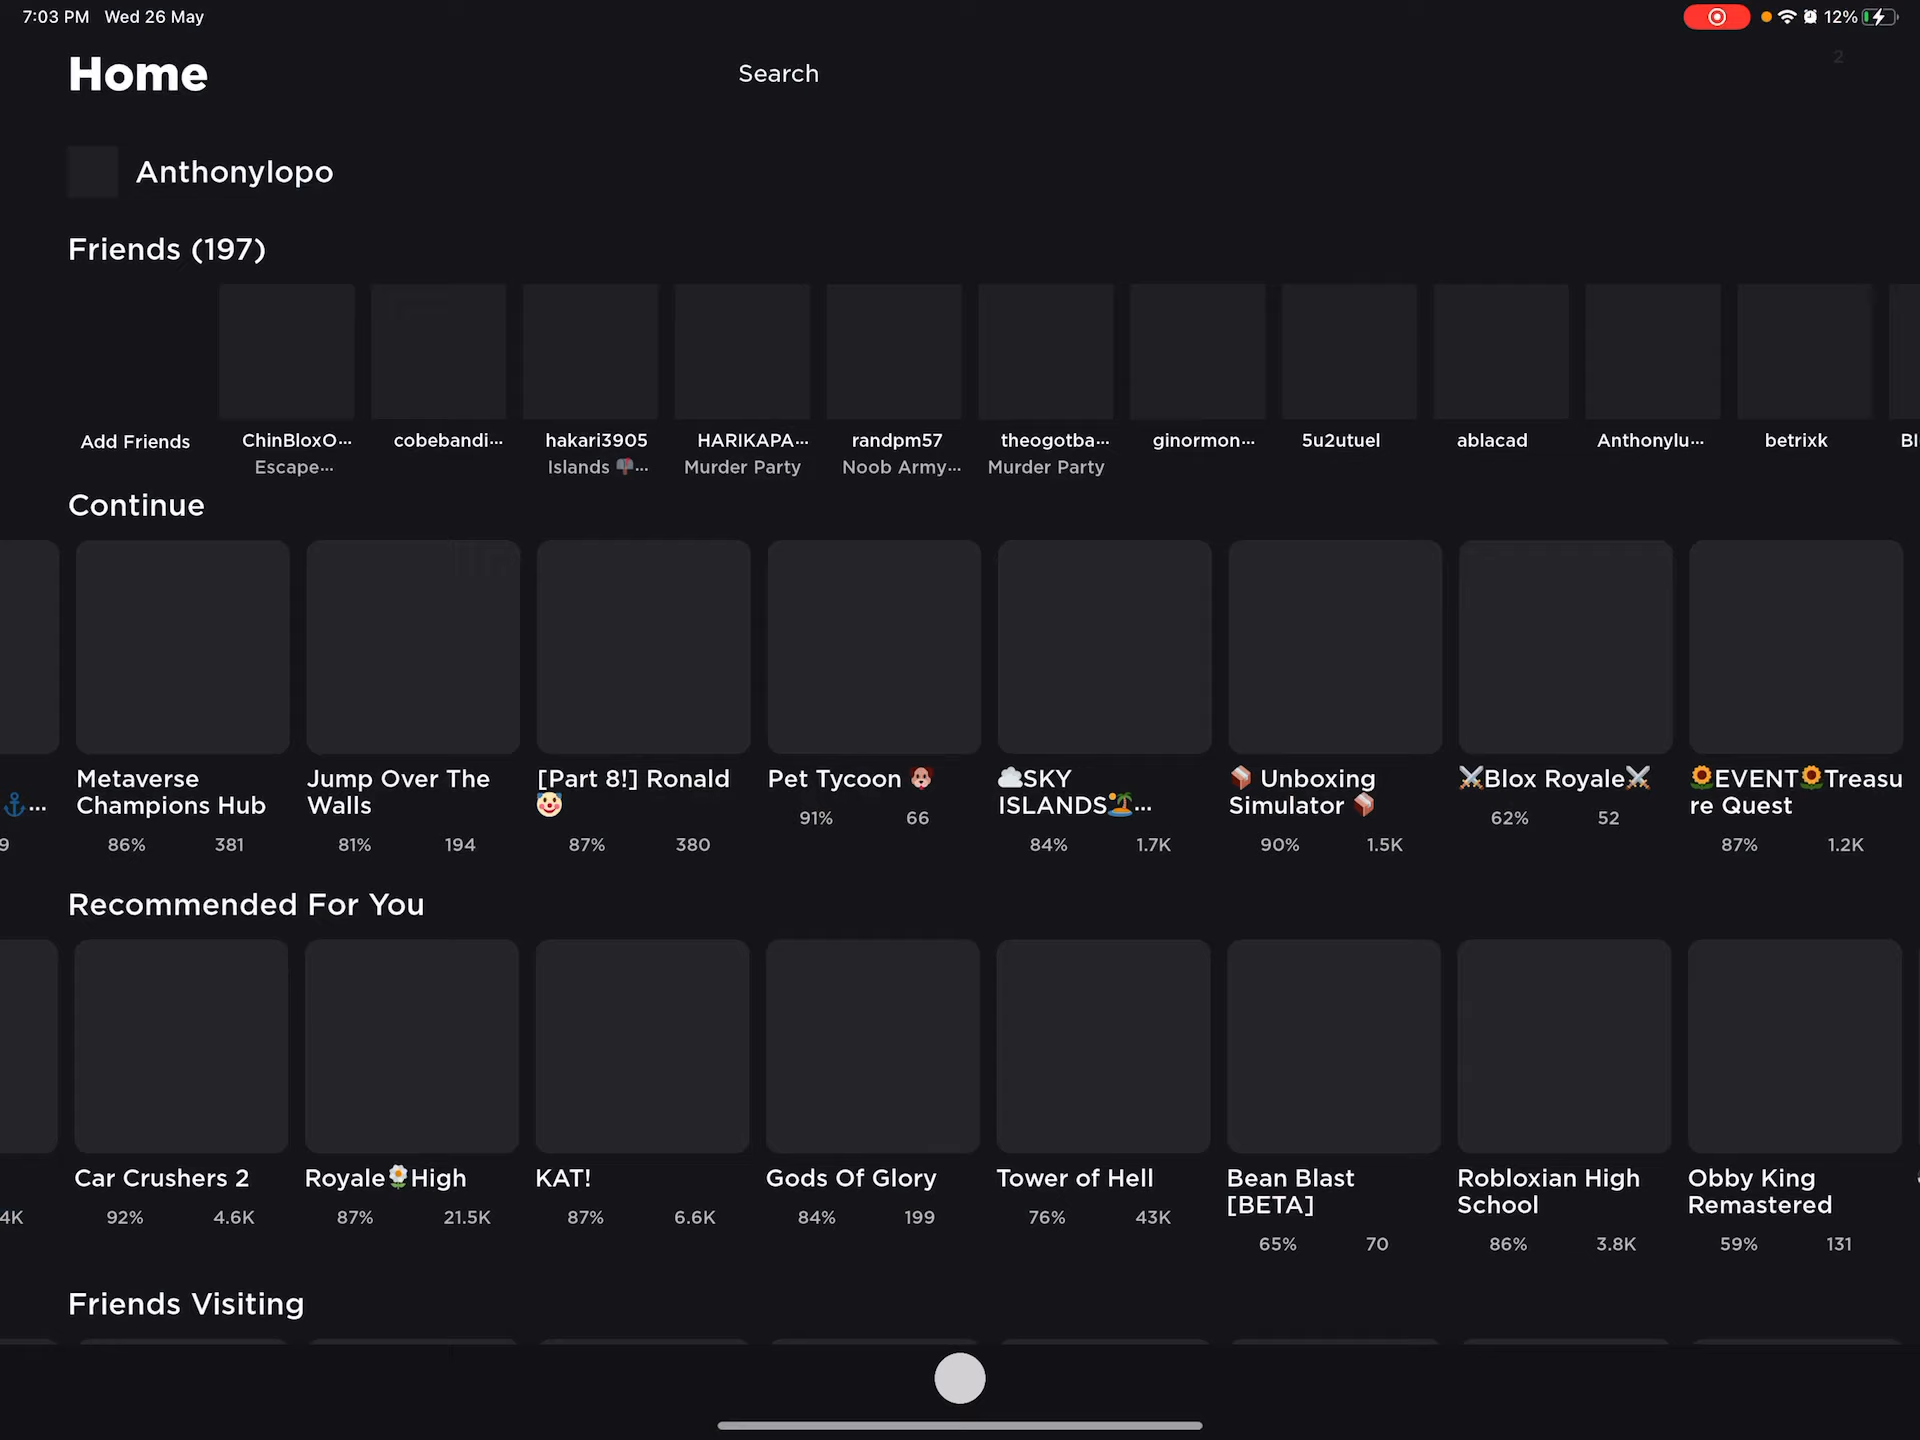 7:03 PM Wed 26 May
12%
2
Home
Search
Anthonylopo
Friends (197)
Add Friends
ChinBloxO...
Escape...
cobebandi...
hakari3905
Islands 📪...
HARIKAPA...
Murder Party
randpm57
Noob Army...
theogotba...
Murder Party
ginormon...
5u2utuel
ablacad
Anthonylu...
betrixk
Bl
Continue
⚓...
9
Metaverse
Champions Hub
86% 381
Jump Over The
Walls
81% 194
[Part 8!] Ronald
🤡
87% 380
Pet Tycoon 🐶
91% 66
☁️SKY
ISLANDS🏝️...
84% 1.7K
📦 Unboxing
Simulator 📦
90% 1.5K
⚔️Blox Royale⚔️
62% 52
🌻EVENT🌻Treasu
re Quest
87% 1.2K
Recommended For You
4K
Car Crushers 2
92% 4.6K
Royale🌼High
87% 21.5K
KAT!
87% 6.6K
Gods Of Glory
84% 199
Tower of Hell
76% 43K
Bean Blast
[BETA]
65% 70
Robloxian High
School
86% 3.8K
Obby King
Remastered
59% 131
Friends Visiting